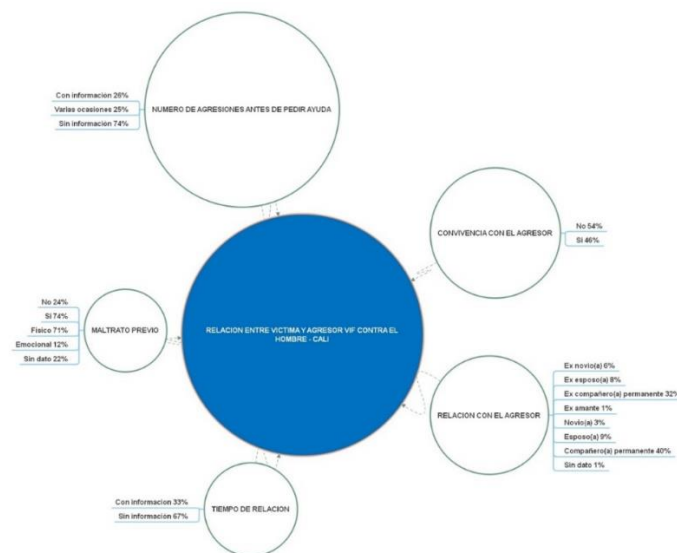 Con información 26%
Varias ocasiones 25%
Sin información 74%
NUMERO DE AGRESIONES ANTES DE PEDIR AYUDA
CONVIVENCIA CON EL AGRESOR
No 54%
Si 46%
No 24%
Si 74%
Fisico 71%
Emocional 12%
Sin dato 22%
MALTRATO PREVIO
RELACION ENTRE VICTIMA Y AGRESOR VIF CONTRA EL
HOMBRE - CALI
RELACION CON EL AGRESOR
Ex novio(a) 6%
Ex esposo(a) 8%
Ex compañero(a) permanente 32%
Ex amante 1%
Novio(a) 3%
Esposo(a) 9%
Compañero(a) permanente 40%
Sin dato 1%
Con informacion 33%
Sin información 67%
TIEMPO DE RELACION